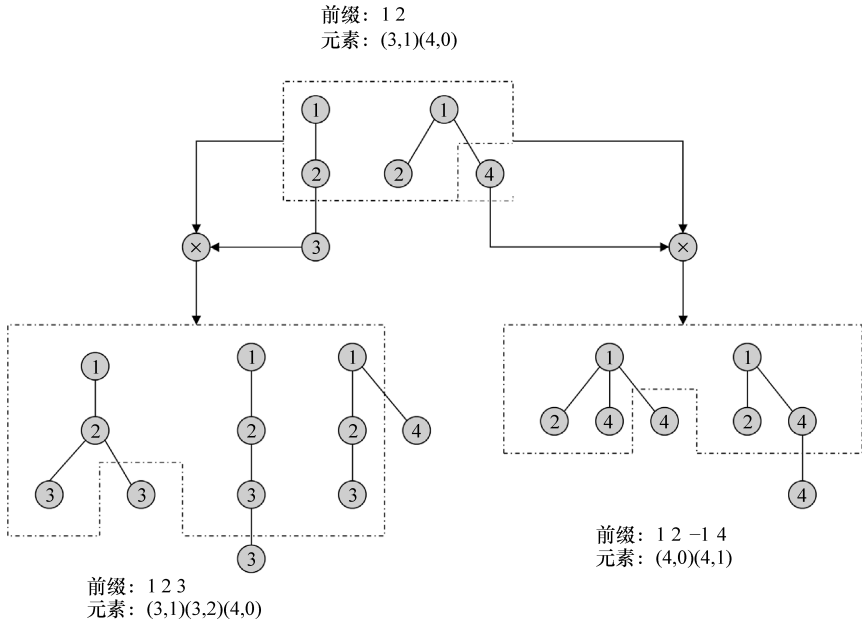 前缀：1 2
元素：(3,1)(4,0)
1 1
2 2 4
× 3 ×
1 1 1 1 1
2 2 2 4 2 4 4 2 4
3 3 3 3 4
3
前缀：1 2 −1 4
元素：(4,0)(4,1)
前缀：1 2 3
元素：(3,1)(3,2)(4,0)